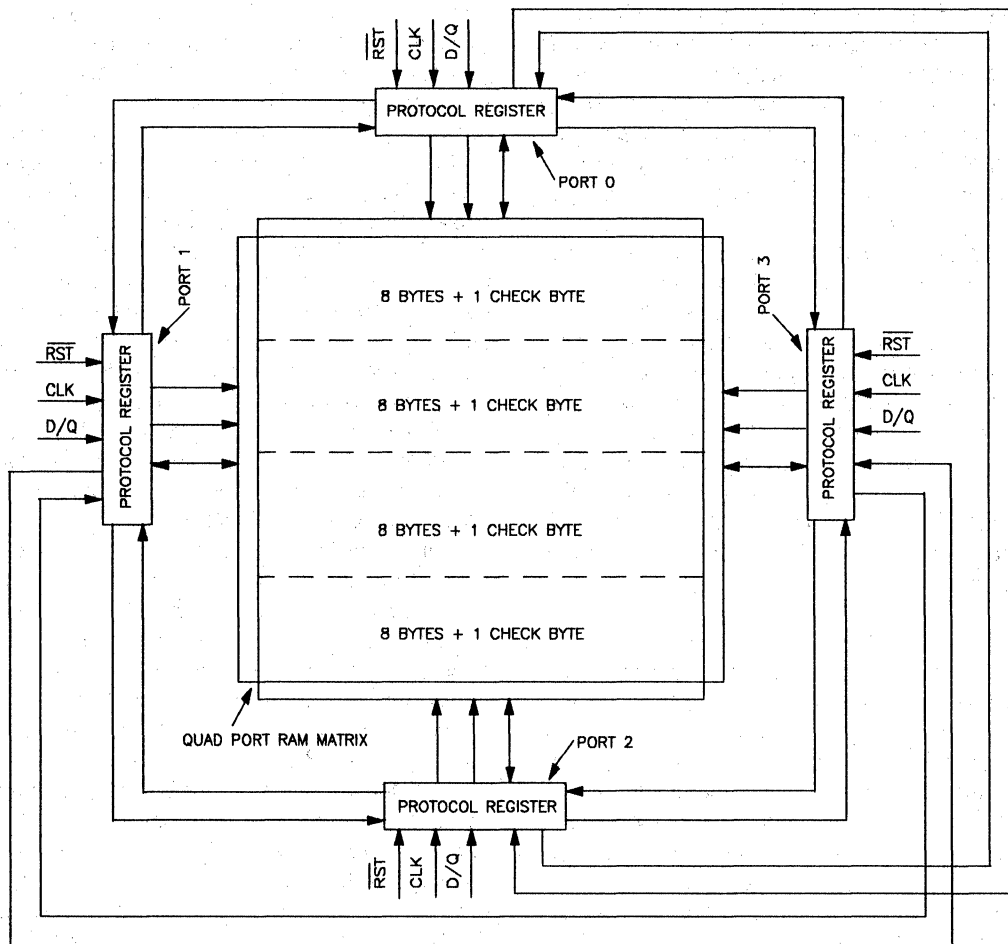 RST
CLK
D/Q
PROTOCOL REGISTER
PORT 0
PORT 1
PORT 3
8 BYTES + 1 CHECK BYTE
RST
CLK
D/Q
PROTOCOL REGISTER
8 BYTES + 1 CHECK BYTE
PROTOCOL REGISTER
RST
CLK
D/Q
8 BYTES + 1 CHECK BYTE
8 BYTES + 1 CHECK BYTE
QUAD PORT RAM MATRIX
PORT 2
PROTOCOL REGISTER
RST
CLK
D/Q